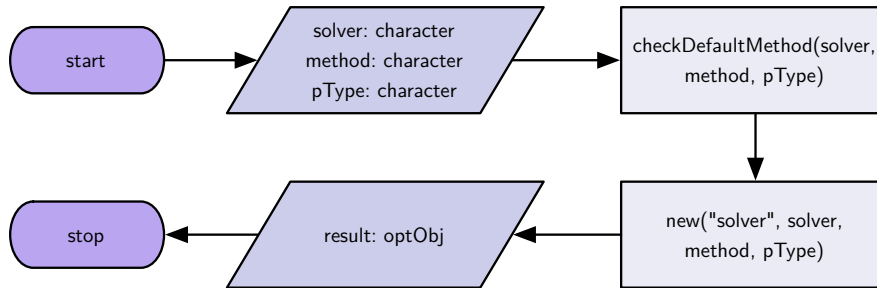 start
solver: character
method: character
pType: character
checkDefaultMethod(solver,
method, pType)
stop
result: optObj
new("solver", solver,
method, pType)